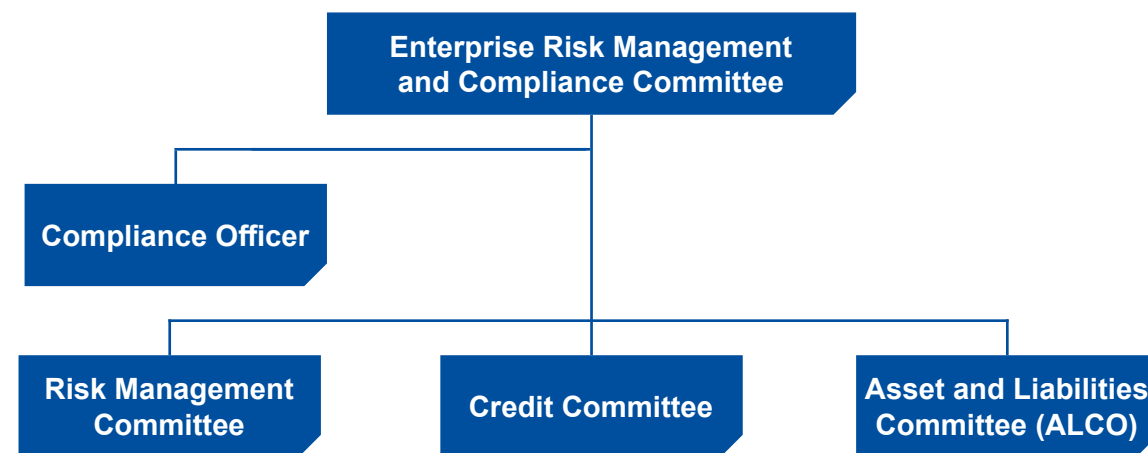 Enterprise Risk Management
and Compliance Committee
Compliance Officer
Risk Management
Committee
Credit Committee
Asset and Liabilities
Committee (ALCO)